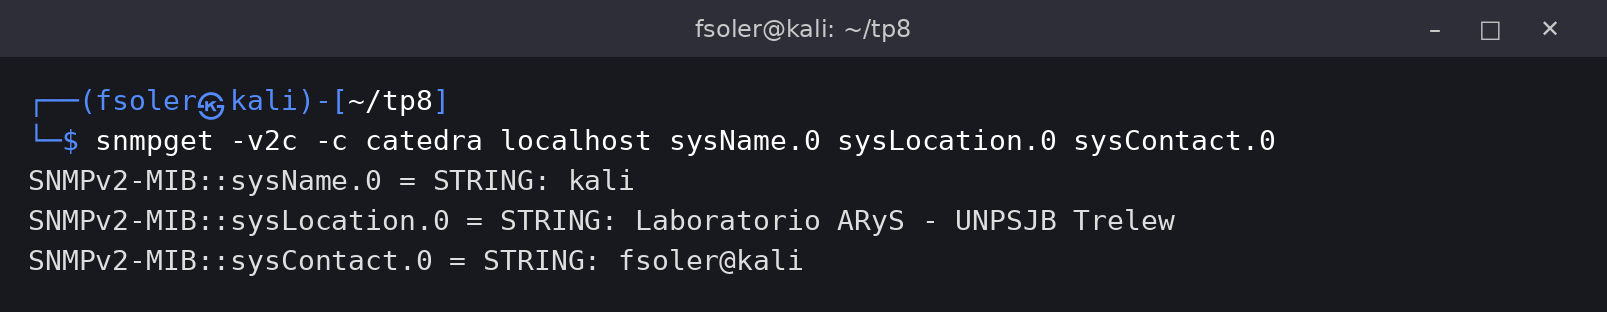 fsoler@kali: ~/tp8
┌──(fsoler㉿kali)-[~/tp8]
└─$ snmpget -v2c -c catedra localhost sysName.0 sysLocation.0 sysContact.0
SNMPv2-MIB::sysName.0 = STRING: kali
SNMPv2-MIB::sysLocation.0 = STRING: Laboratorio ARyS - UNPSJB Trelew
SNMPv2-MIB::sysContact.0 = STRING: fsoler@kali